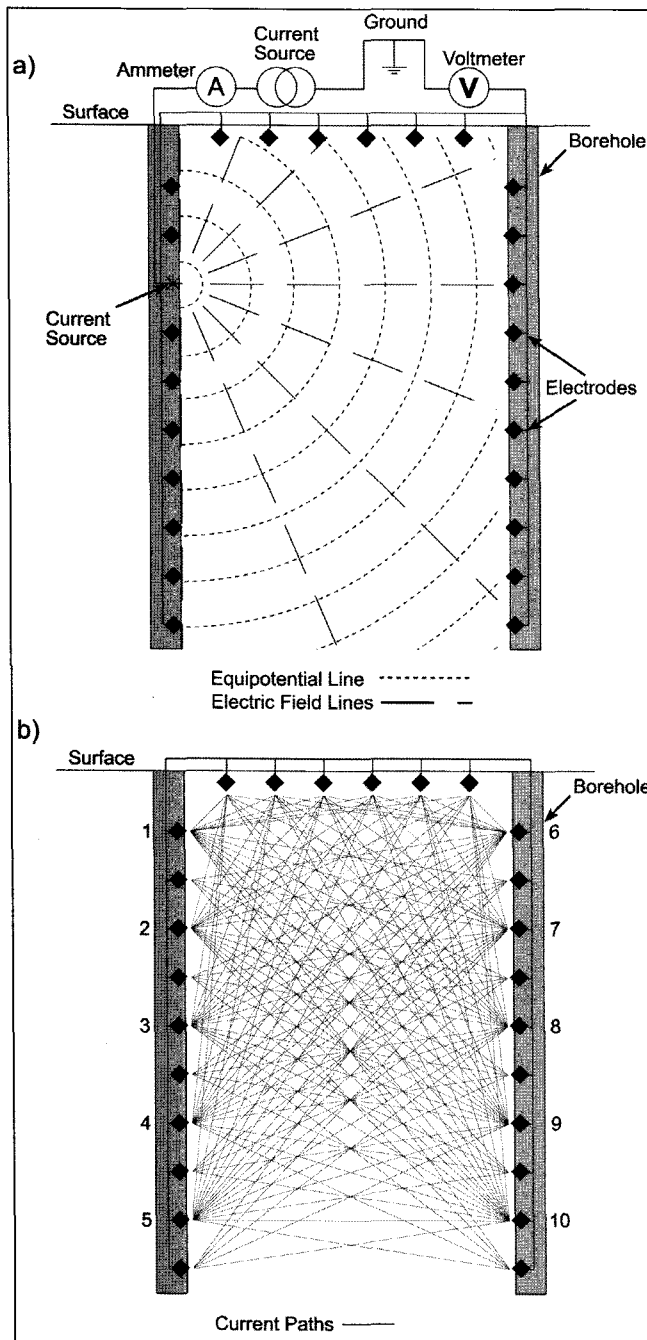 a)
Ground
Current
Source
Ammeter
Voltmeter
A
V
Surface
Borehole
Current
Source
Electrodes
Equipotential Line
Electric Field Lines
b)
Surface
Borehole
1
6
2
7
3
8
4
9
5
10
Current Paths